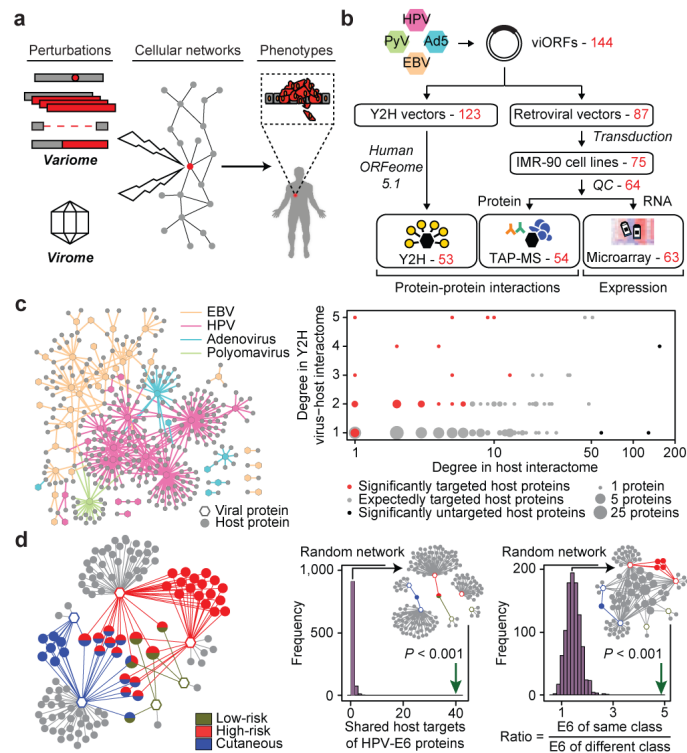 a
Perturbations
Cellular networks
Phenotypes
Variome
Virome
b
HPV
PyV
Ad5
EBV
viORFs - 144
Y2H vectors - 123
Retroviral vectors - 87
Transduction
Human
ORFeome
5.1
IMR-90 cell lines - 75
QC - 64
Protein
RNA
Y2H - 53
TAP-MS - 54
Microarray - 63
Protein-protein interactions
Expression
c
EBV
HPV
Adenovirus
Polyomavirus
Viral protein
Host protein
Degree in Y2H
virus−host interactome
5
4
3
2
1
1
10
50
100
200
Degree in host interactome
Significantly targeted host proteins
Expectedly targeted host proteins
Significantly untargeted host proteins
1 protein
5 proteins
25 proteins
d
Low-risk
High-risk
Cutaneous
Random network
1,000
500
0
Frequency
P < 0.001
0
20
40
Shared host targets
of HPV-E6 proteins
Random network
200
100
0
Frequency
P < 0.001
1
3
5
Ratio =
E6 of same class
E6 of different class